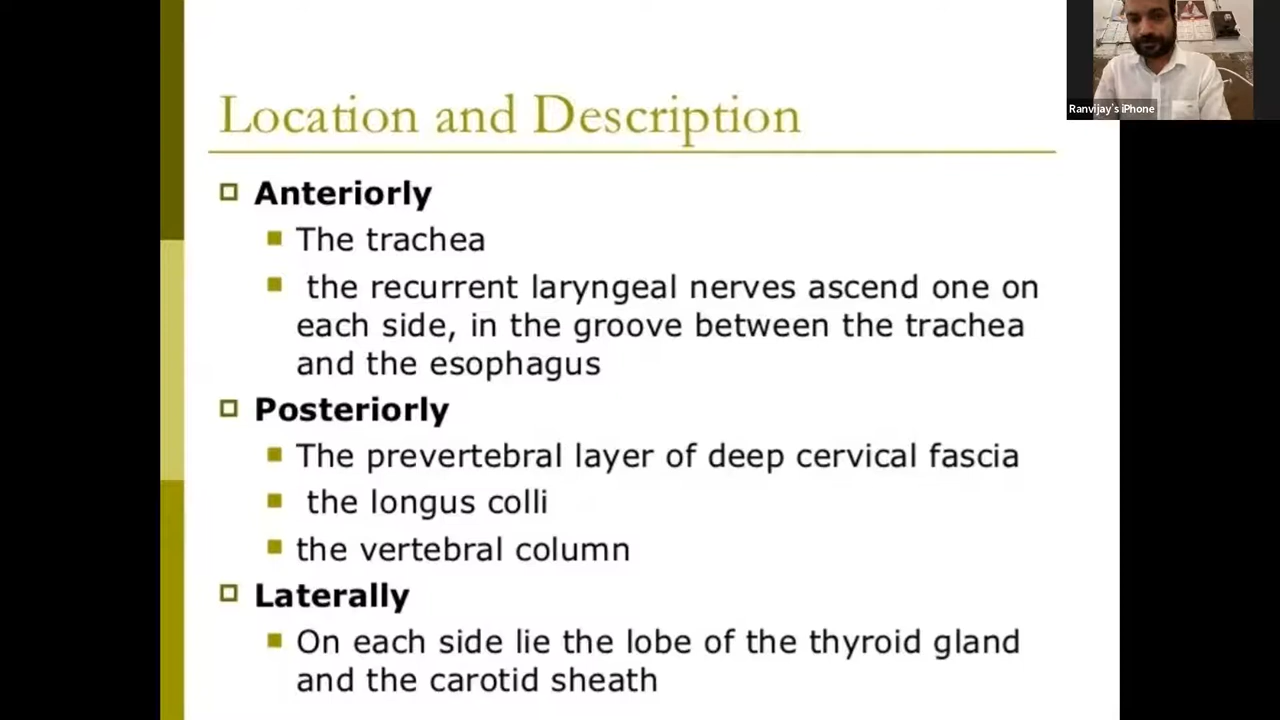 Ranvijay's iPhone
Location and Description
Anteriorly
The trachea
the recurrent laryngeal nerves ascend one on
each side, in the groove between the trachea
and the esophagus
Posteriorly
The prevertebral layer of deep cervical fascia
the longus colli
the vertebral column
Laterally
On each side lie the lobe of the thyroid gland
and the carotid sheath